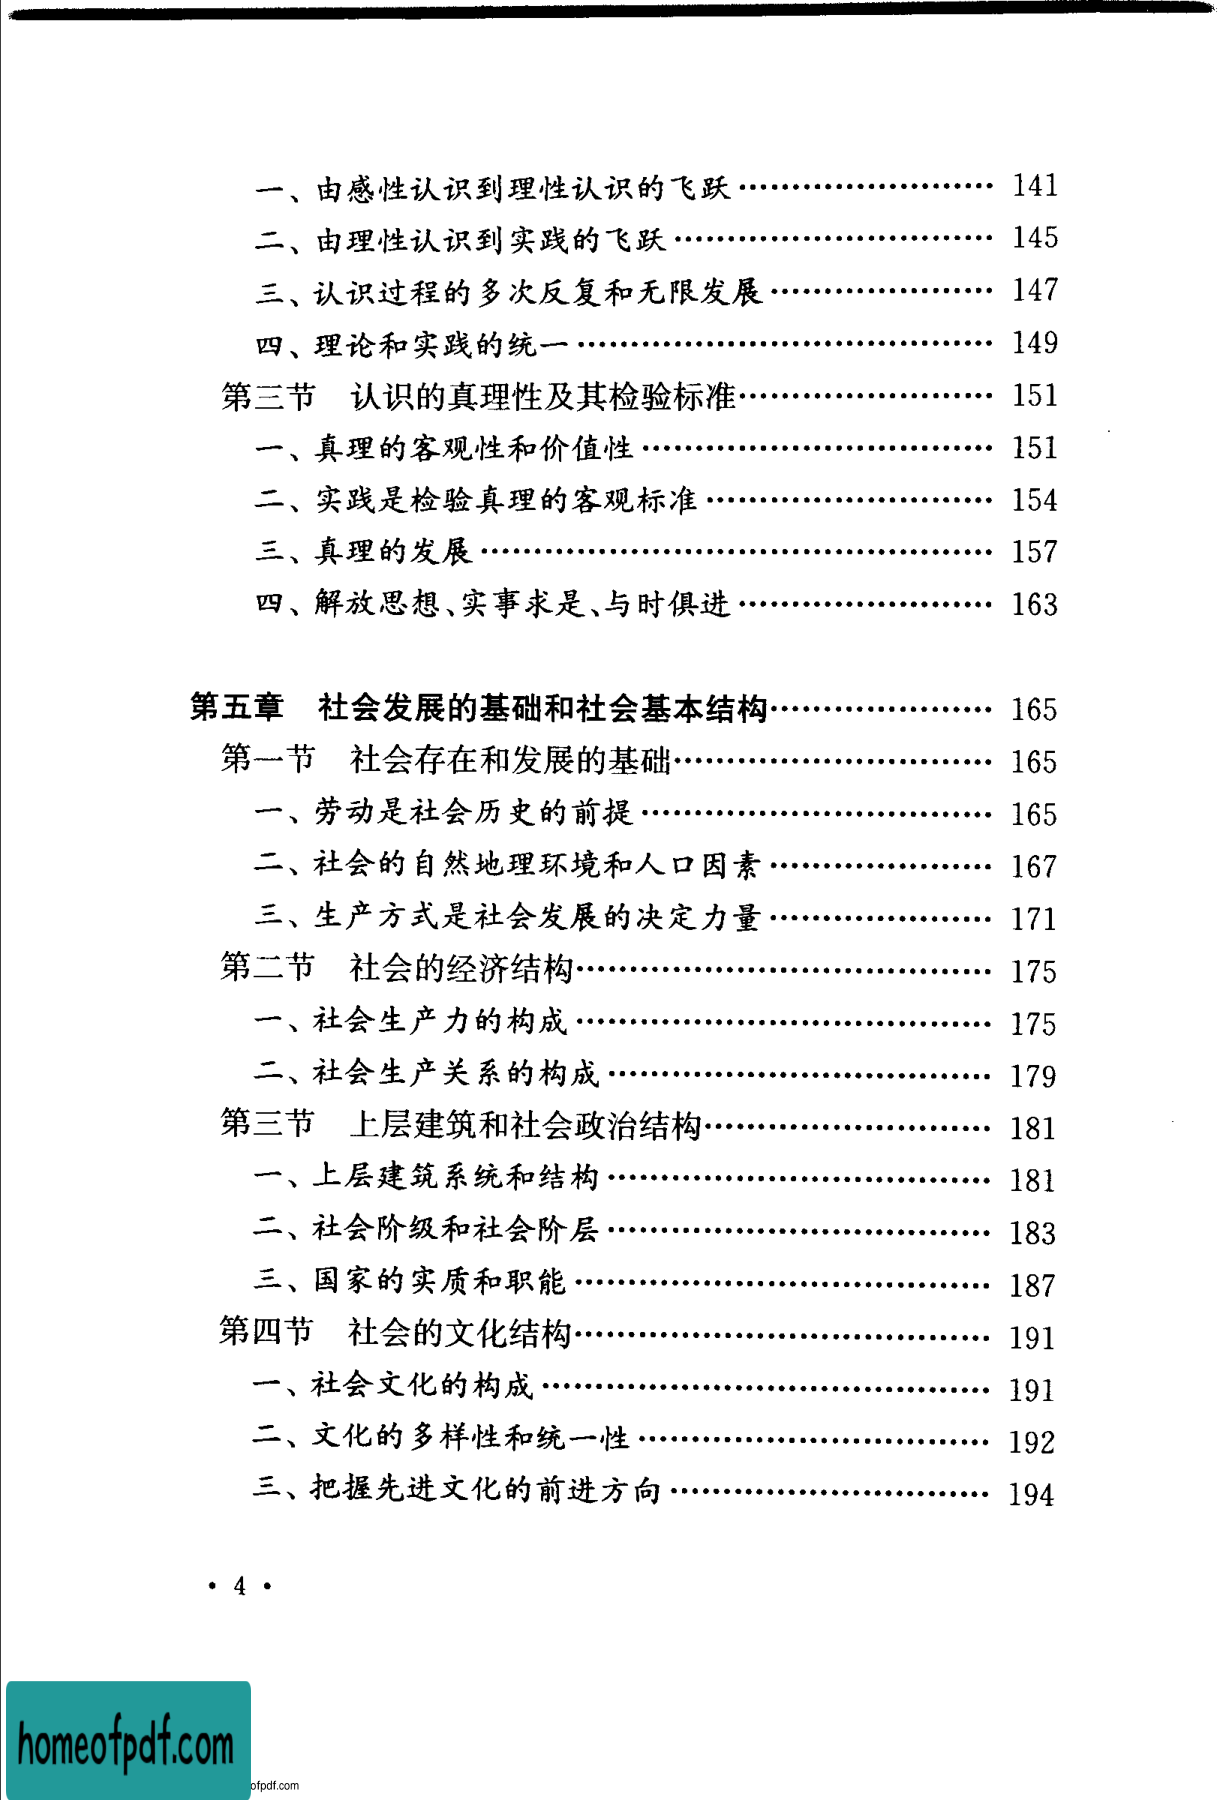 一、由感性认识到理性认识的飞跃…………………… 141
二、由理性认识到实践的飞跃………………………… 145
三、认识过程的多次反复和无限发展………………… 147
四、理论和实践的统一………………………………… 149
第三节　认识的真理性及其检验标准…………………… 151
一、真理的客观性和价值性…………………………… 151
二、实践是检验真理的客观标准……………………… 154
三、真理的发展………………………………………… 157
四、解放思想、实事求是、与时俱进…………………… 163
第五章　社会发展的基础和社会基本结构………………… 165
第一节　社会存在和发展的基础………………………… 165
一、劳动是社会历史的前提…………………………… 165
二、社会的自然地理环境和人口因素………………… 167
三、生产方式是社会发展的决定力量………………… 171
第二节　社会的经济结构………………………………… 175
一、社会生产力的构成………………………………… 175
二、社会生产关系的构成……………………………… 179
第三节　上层建筑和社会政治结构……………………… 181
一、上层建筑系统和结构……………………………… 181
二、社会阶级和社会阶层……………………………… 183
三、国家的实质和职能………………………………… 187
第四节　社会的文化结构………………………………… 191
一、社会文化的构成…………………………………… 191
二、文化的多样性和统一性…………………………… 192
三、把握先进文化的前进方向………………………… 194
· 4 ·
homeofpdf.com
ofpdf.com